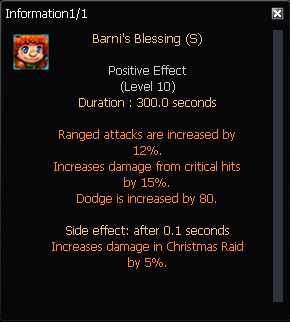 Information1/1
Barni's Blessing (S)
Positive Effect
(Level 10)
Duration : 300.0 seconds
Ranged attacks are increased by
12%.
Increases damage from critical hits
by 15%.
Dodge is increased by 80.
Side effect: after 0.1 seconds
Increases damage in Christmas Raid
by 5%.